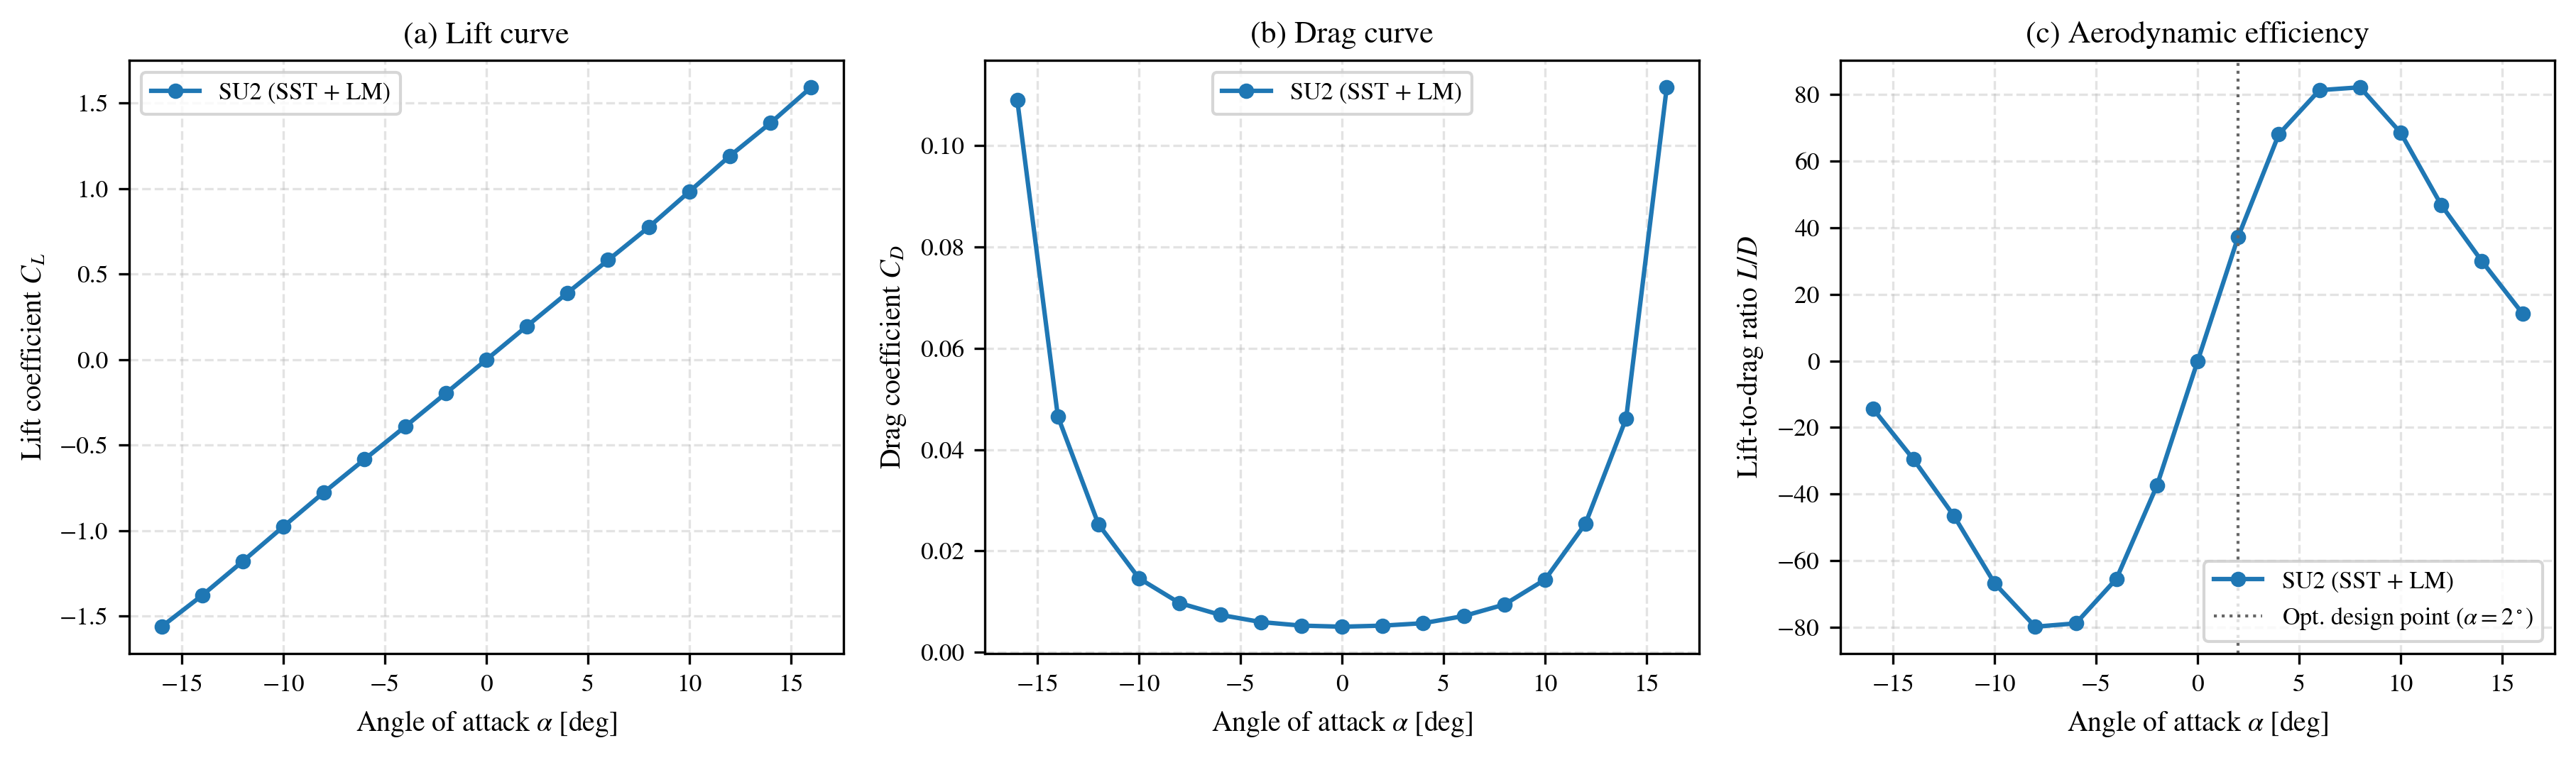 (a) Lift curve
SU2 (SST + LM)
Lift coefficient C_L
1.5
1.0
0.5
0.0
−0.5
−1.0
−1.5
−15 −10 −5 0 5 10 15
Angle of attack α [deg]
(b) Drag curve
SU2 (SST + LM)
Drag coefficient C_D
0.10
0.08
0.06
0.04
0.02
0.00
−15 −10 −5 0 5 10 15
Angle of attack α [deg]
(c) Aerodynamic efficiency
Lift-to-drag ratio L/D
80
60
40
20
0
−20
−40
−60
−80
SU2 (SST + LM)
Opt. design point (α = 2°)
−15 −10 −5 0 5 10 15
Angle of attack α [deg]